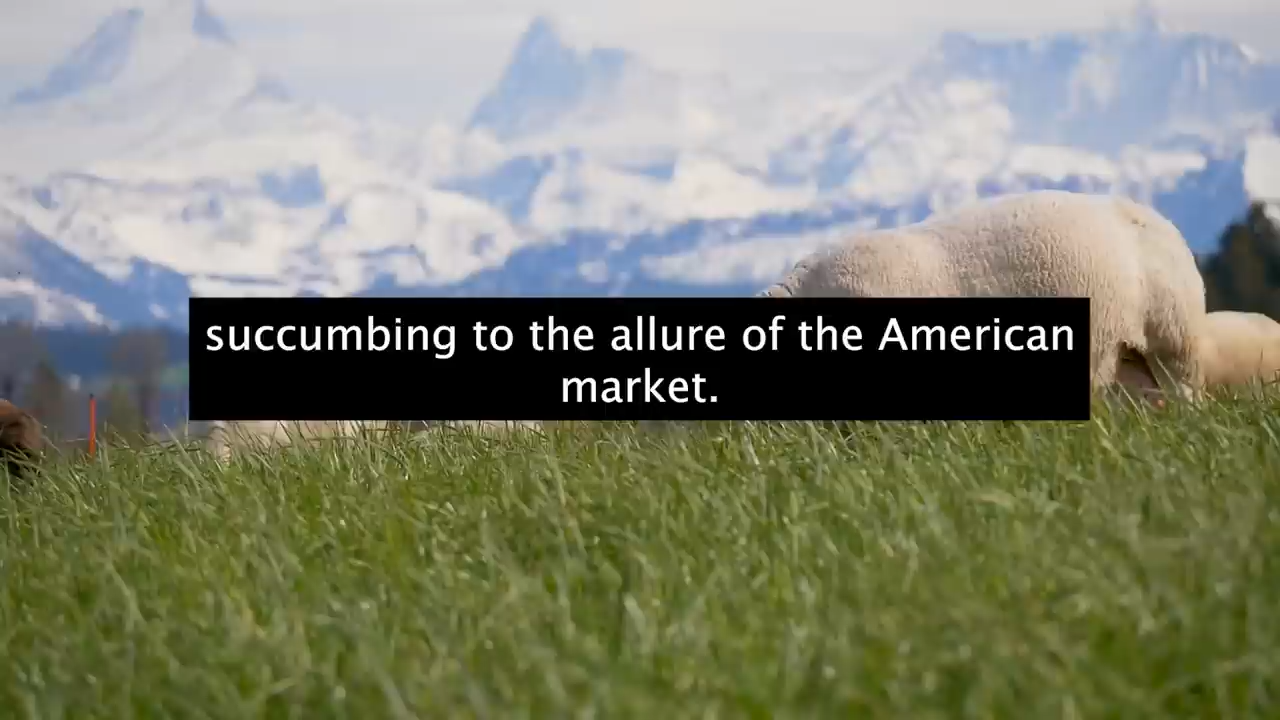 succumbing to the allure of the American
market.